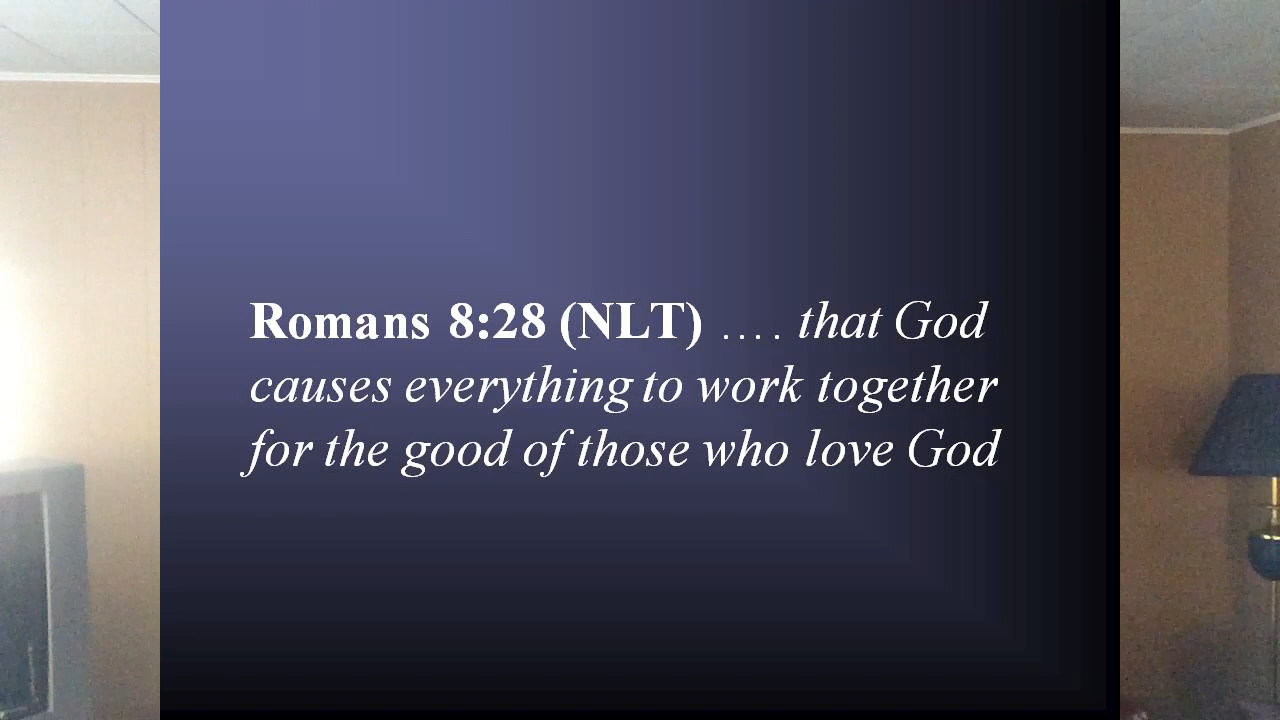 Romans 8:28 (NLT) .... that God
causes everything to work together
for the good of those who love God